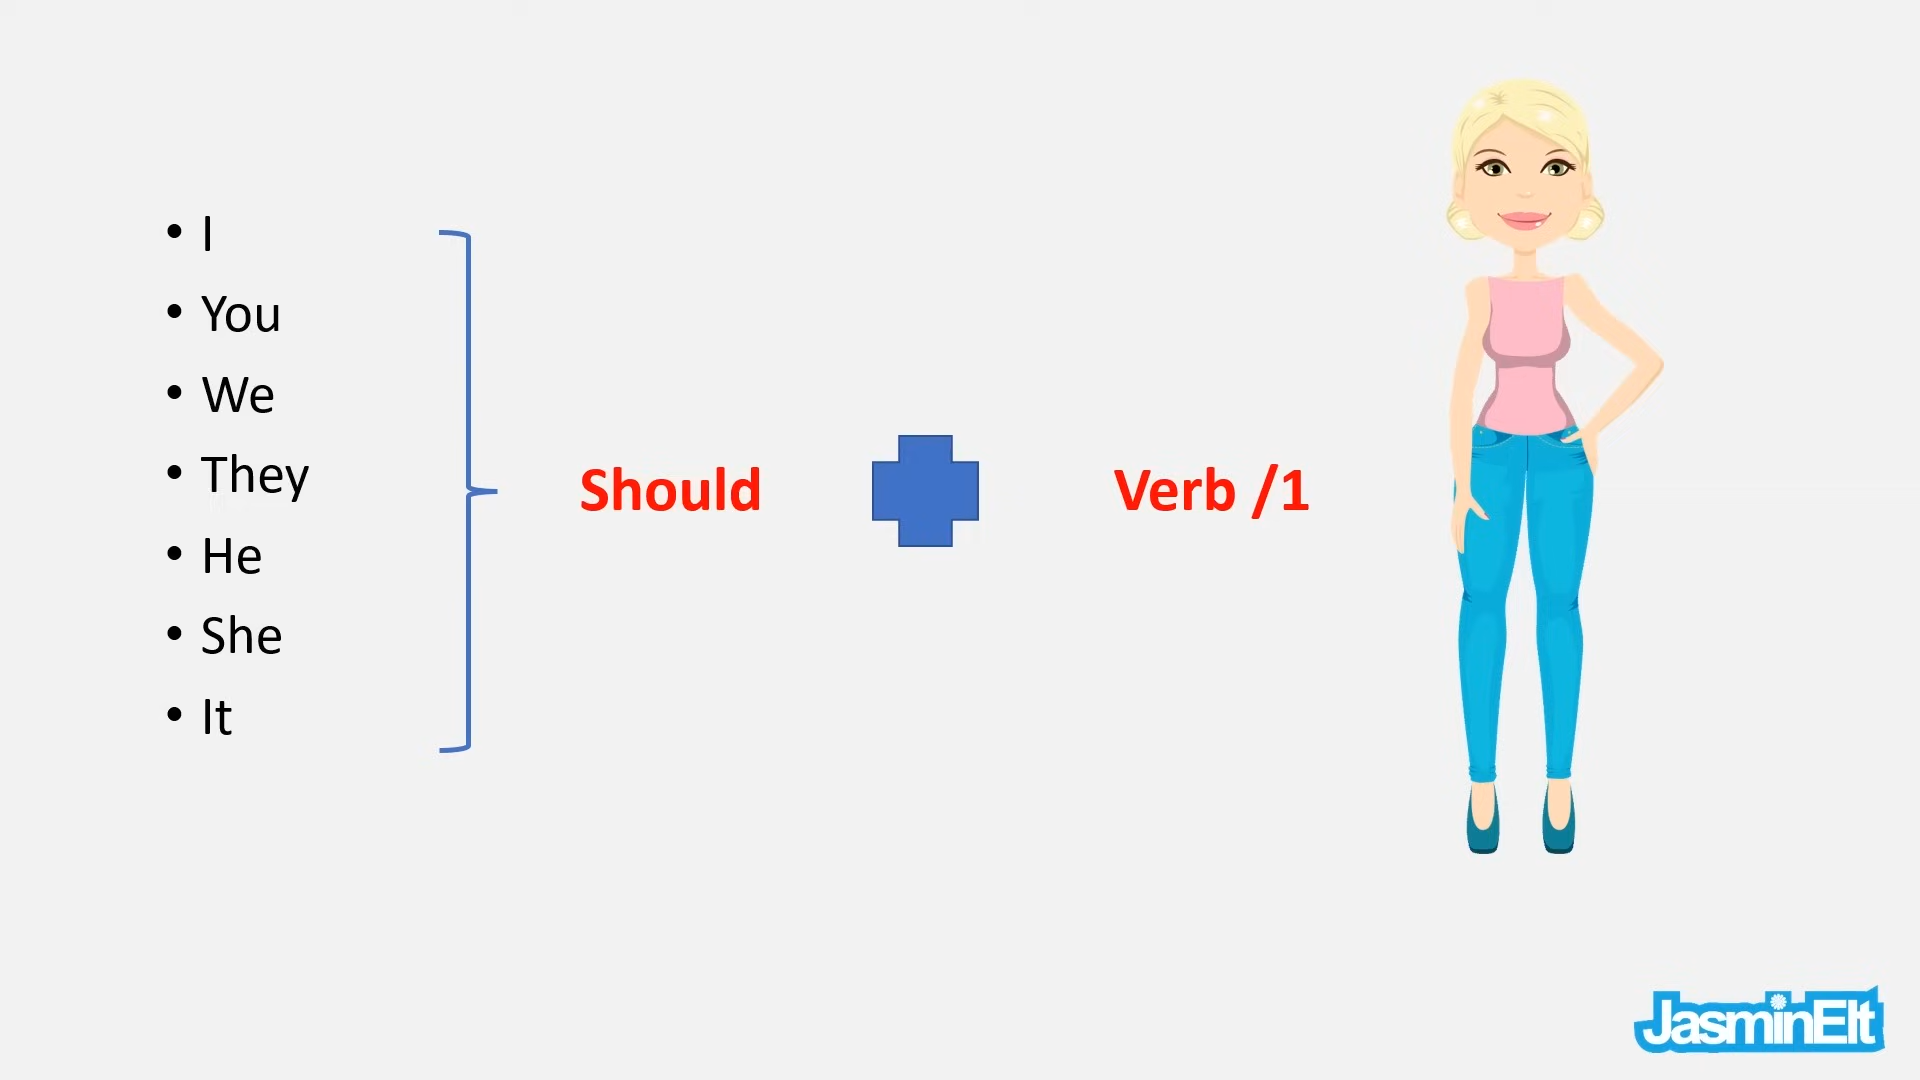 • I
• You
• We
• They
• He
• She
• It
Should
Verb /1
JasminElt